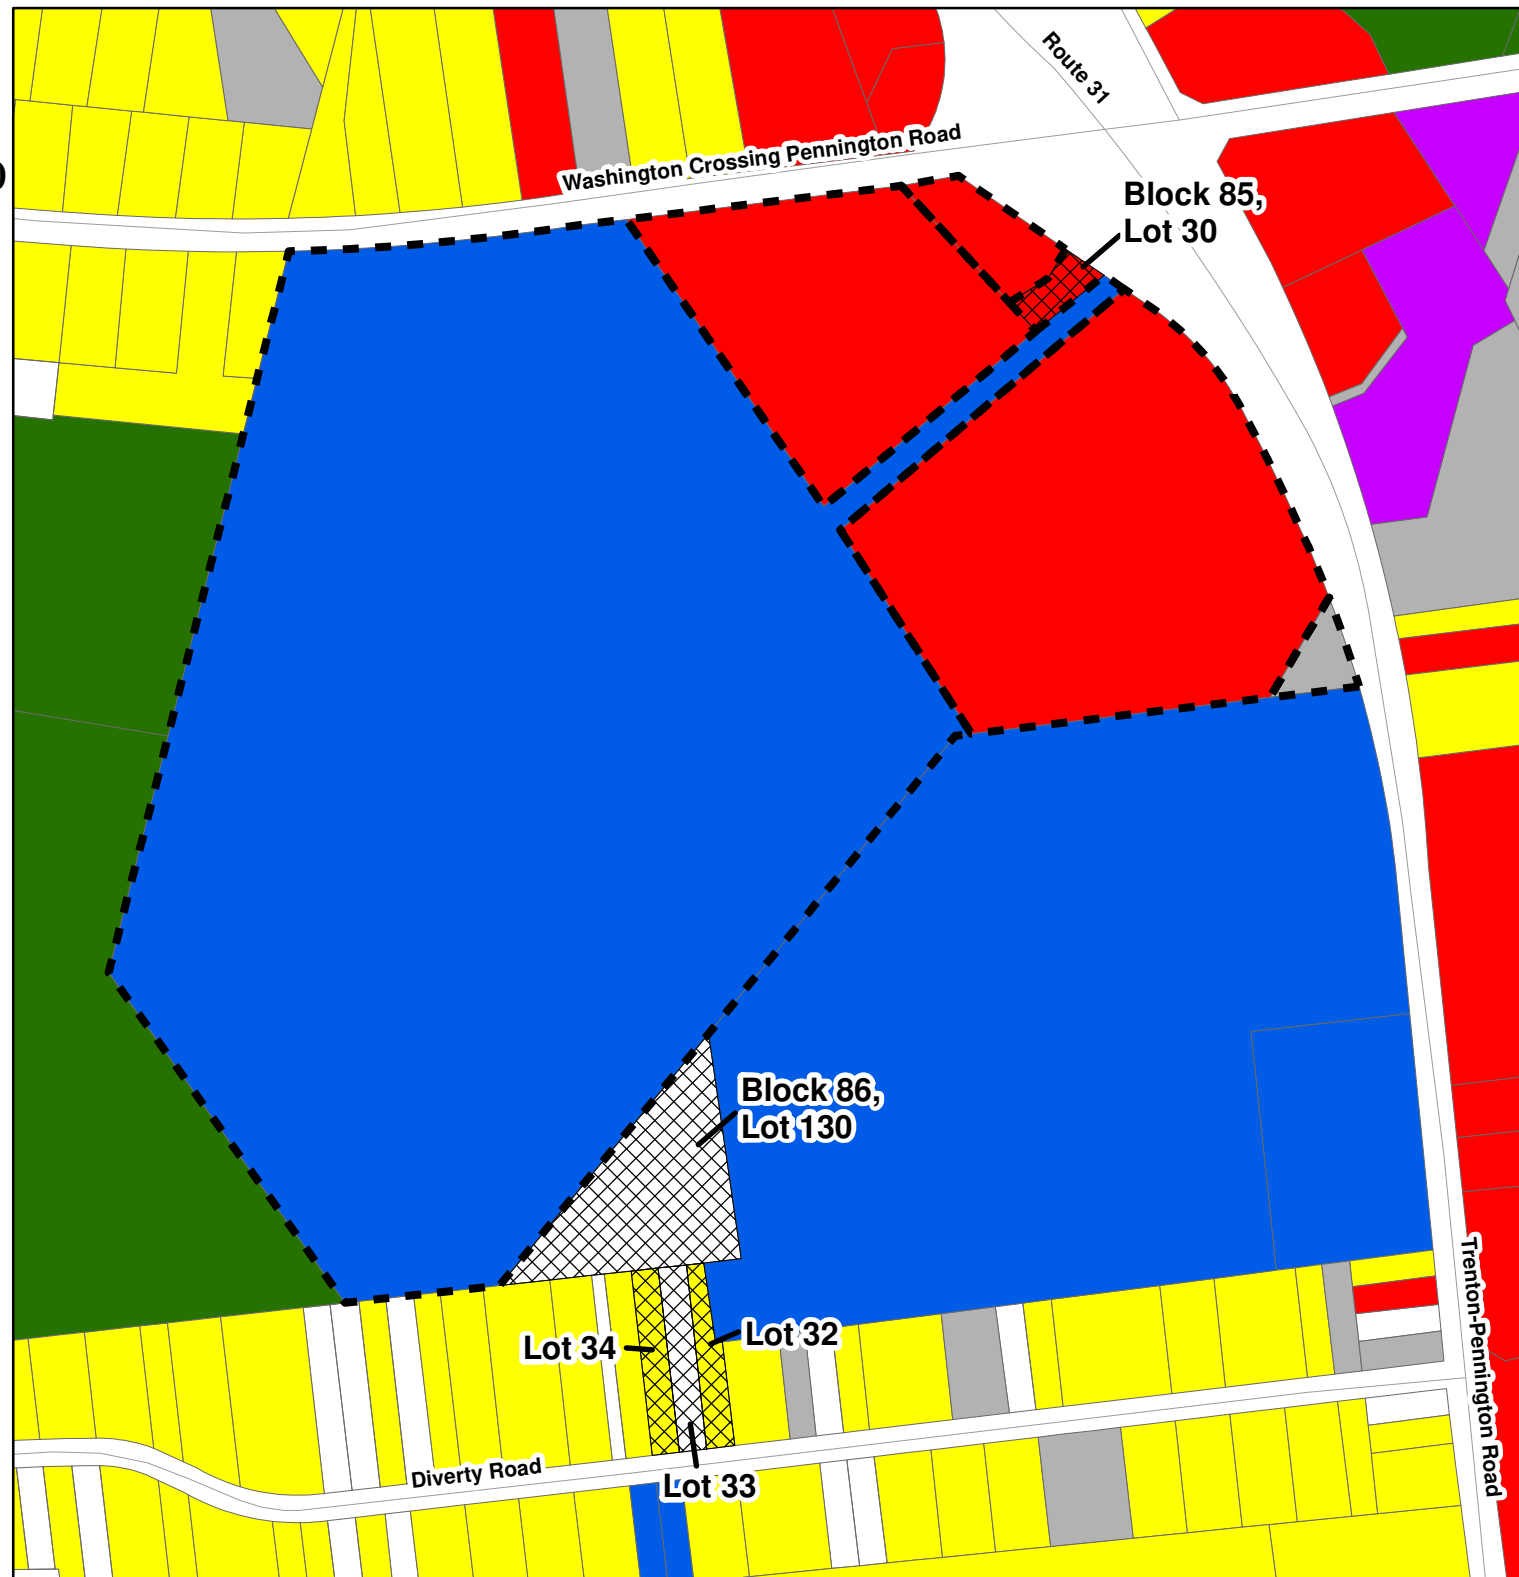 Route 31
Washington Crossing Pennington Road
Block 85,
Lot 30
Block 86,
Lot 130
Lot 34
Lot 32
Lot 33
Diverty Road
Trenton-Pennington Road